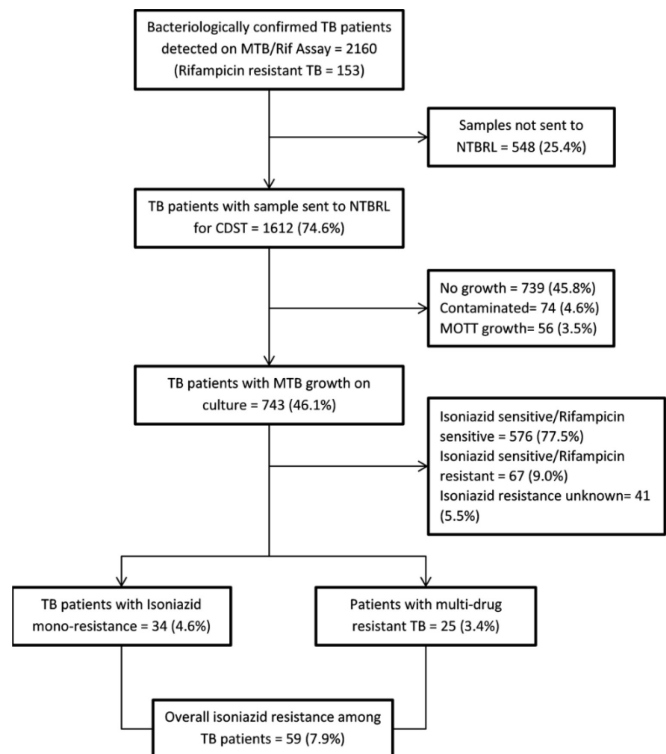 Bacteriologically confirmed TB patients
detected on MTB/Rif Assay = 2160
(Rifampicin resistant TB = 153)
Samples not sent to
NTBRL = 548 (25.4%)
TB patients with sample sent to NTBRL
for CDST = 1612 (74.6%)
No growth = 739 (45.8%)
Contaminated= 74 (4.6%)
MOTT growth= 56 (3.5%)
TB patients with MTB growth on
culture = 743 (46.1%)
Isoniazid sensitive/Rifampicin
sensitive = 576 (77.5%)
Isoniazid sensitive/Rifampicin
resistant = 67 (9.0%)
Isoniazid resistance unknown= 41
(5.5%)
TB patients with Isoniazid
mono-resistance = 34 (4.6%)
Patients with multi-drug
resistant TB = 25 (3.4%)
Overall isoniazid resistance among
TB patients = 59 (7.9%)